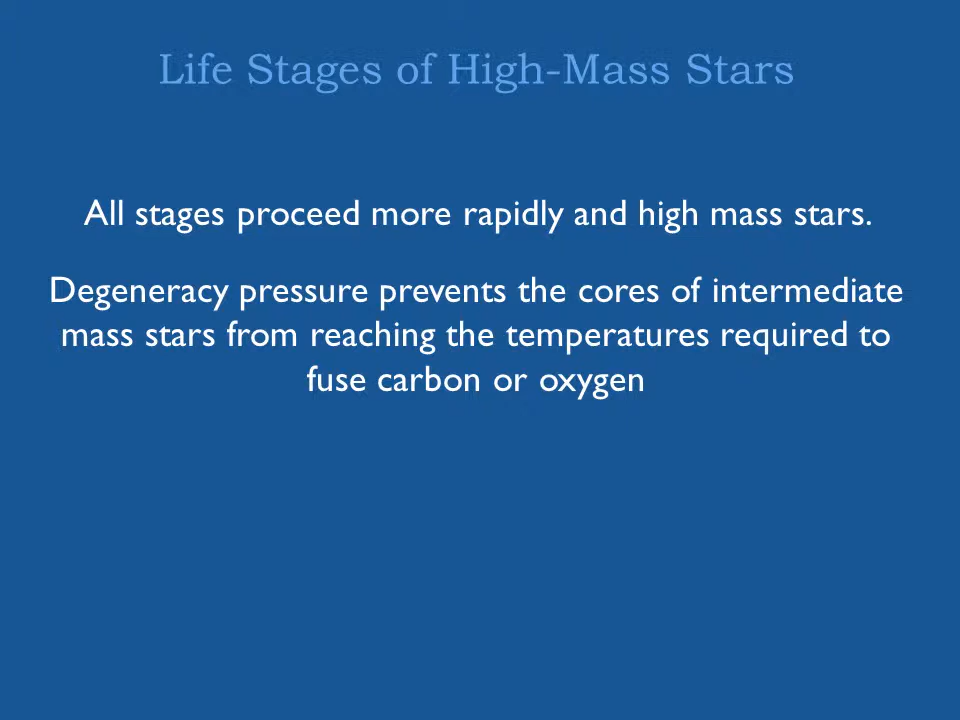 Life Stages of High-Mass Stars
All stages proceed more rapidly and high mass stars.
Degeneracy pressure prevents the cores of intermediate
mass stars from reaching the temperatures required to
fuse carbon or oxygen